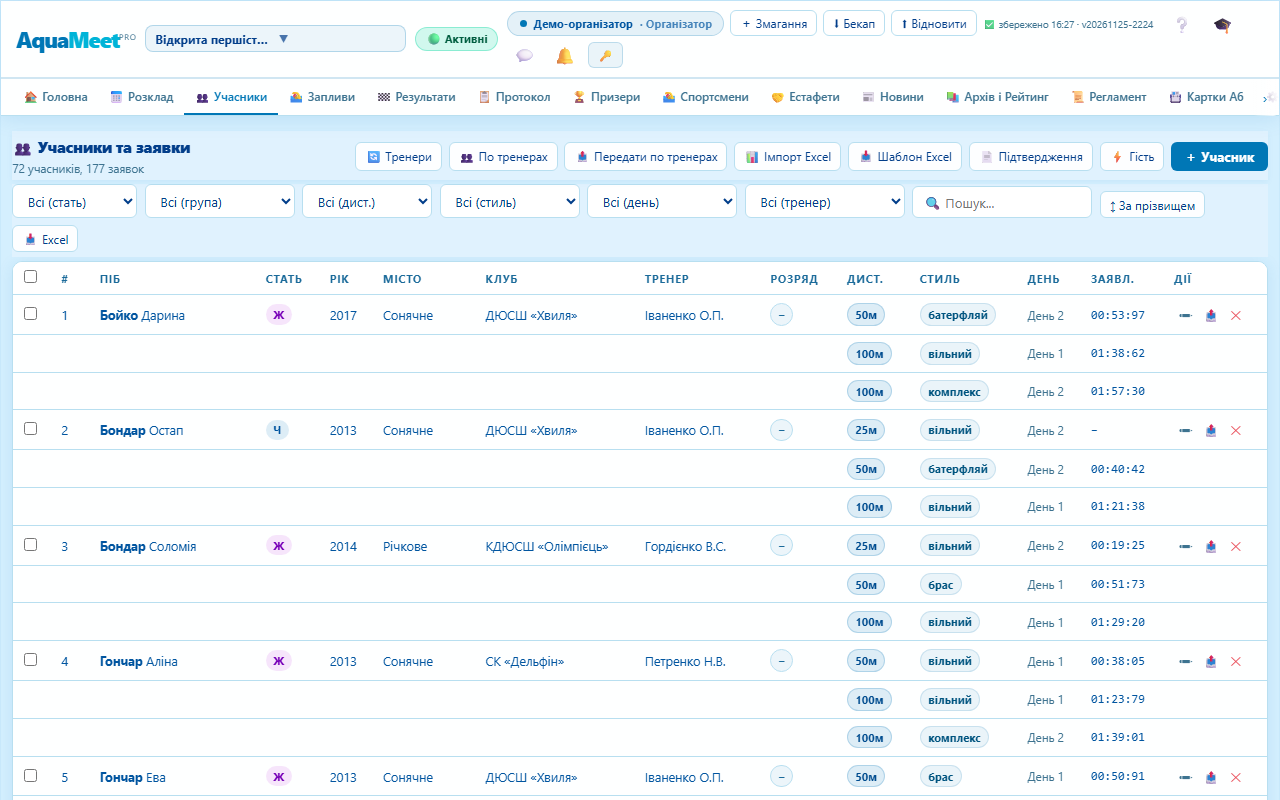 AquaMeet PRO
Відкрита першіст... ▼
Активні
Демо-організатор · Організатор
+ Змагання
⬇ Бекап
⬆ Відновити
✅ збережено 16:27 · v20261125-2224
Головна
Розклад
Учасники
Запливи
Результати
Протокол
Призери
Спортсмени
Естафети
Новини
Архів і Рейтинг
Регламент
Картки А6
Учасники та заявки
72 учасників, 177 заявок
Тренери
По тренерах
Передати по тренерах
Імпорт Excel
Шаблон Excel
Підтвердження
Гість
+ Учасник
Всі (стать)
Всі (група)
Всі (дист.)
Всі (стиль)
Всі (день)
Всі (тренер)
Пошук...
↕ За прізвищем
Excel
# ПІБ СТАТЬ РІК МІСТО КЛУБ ТРЕНЕР РОЗРЯД ДИСТ. СТИЛЬ ДЕНЬ ЗАЯВЛ. ДІЇ
1 Бойко Дарина Ж 2017 Сонячне ДЮСШ «Хвиля» Іваненко О.П. – 50м батерфляй День 2 00:53:97
100м вільний День 1 01:38:62
100м комплекс День 2 01:57:30
2 Бондар Остап Ч 2013 Сонячне ДЮСШ «Хвиля» Іваненко О.П. – 25м вільний День 2 –
50м батерфляй День 2 00:40:42
100м вільний День 1 01:21:38
3 Бондар Соломія Ж 2014 Річкове КДЮСШ «Олімпієць» Гордієнко В.С. – 25м вільний День 2 00:19:25
50м брас День 1 00:51:73
100м вільний День 1 01:29:20
4 Гончар Аліна Ж 2013 Сонячне СК «Дельфін» Петренко Н.В. – 50м вільний День 1 00:38:05
100м вільний День 1 01:23:79
100м комплекс День 2 01:39:01
5 Гончар Ева Ж 2013 Сонячне ДЮСШ «Хвиля» Іваненко О.П. – 50м брас День 1 00:50:91